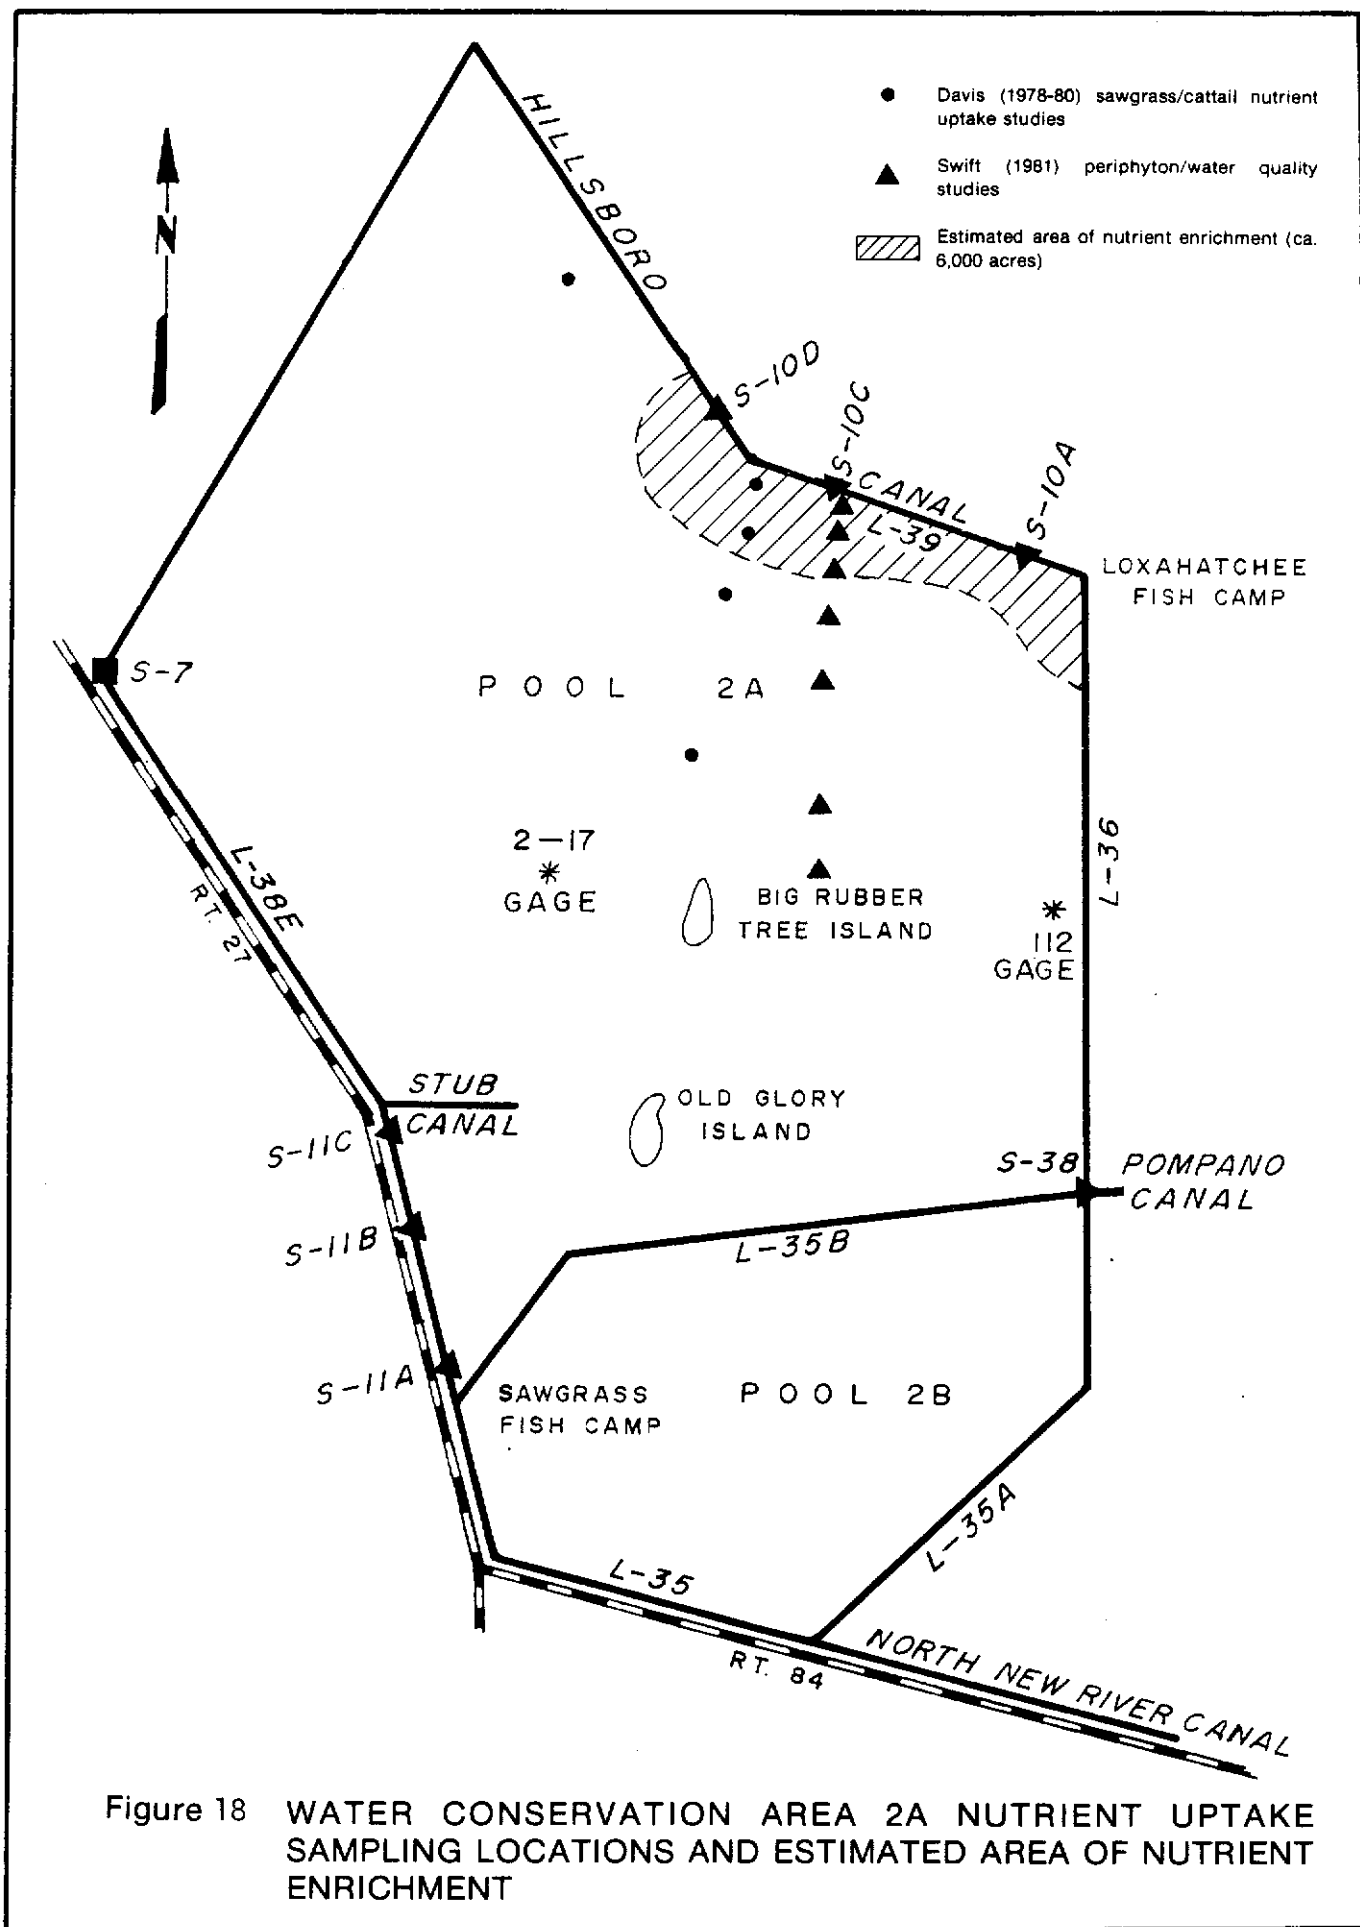 Davis (1978-80) sawgrass/cattail nutrient
uptake studies
Swift (1981) periphyton/water quality
studies
Estimated area of nutrient enrichment (ca.
6,000 acres)
N
HILLSBORO
S-10D
S-10C
S-10A
CANAL
L-39
LOXAHATCHEE
FISH CAMP
S-7
POOL 2A
L-36
2-17
GAGE
BIG RUBBER
TREE ISLAND
112
GAGE
L-38E
RT. 27
STUB
CANAL
OLD GLORY
ISLAND
S-11C
S-38
POMPANO
CANAL
S-11B
L-35B
S-11A
SAWGRASS
FISH CAMP
POOL 2B
L-35A
L-35
RT. 84
NORTH NEW RIVER CANAL
Figure 18 WATER CONSERVATION AREA 2A NUTRIENT UPTAKE
SAMPLING LOCATIONS AND ESTIMATED AREA OF NUTRIENT
ENRICHMENT